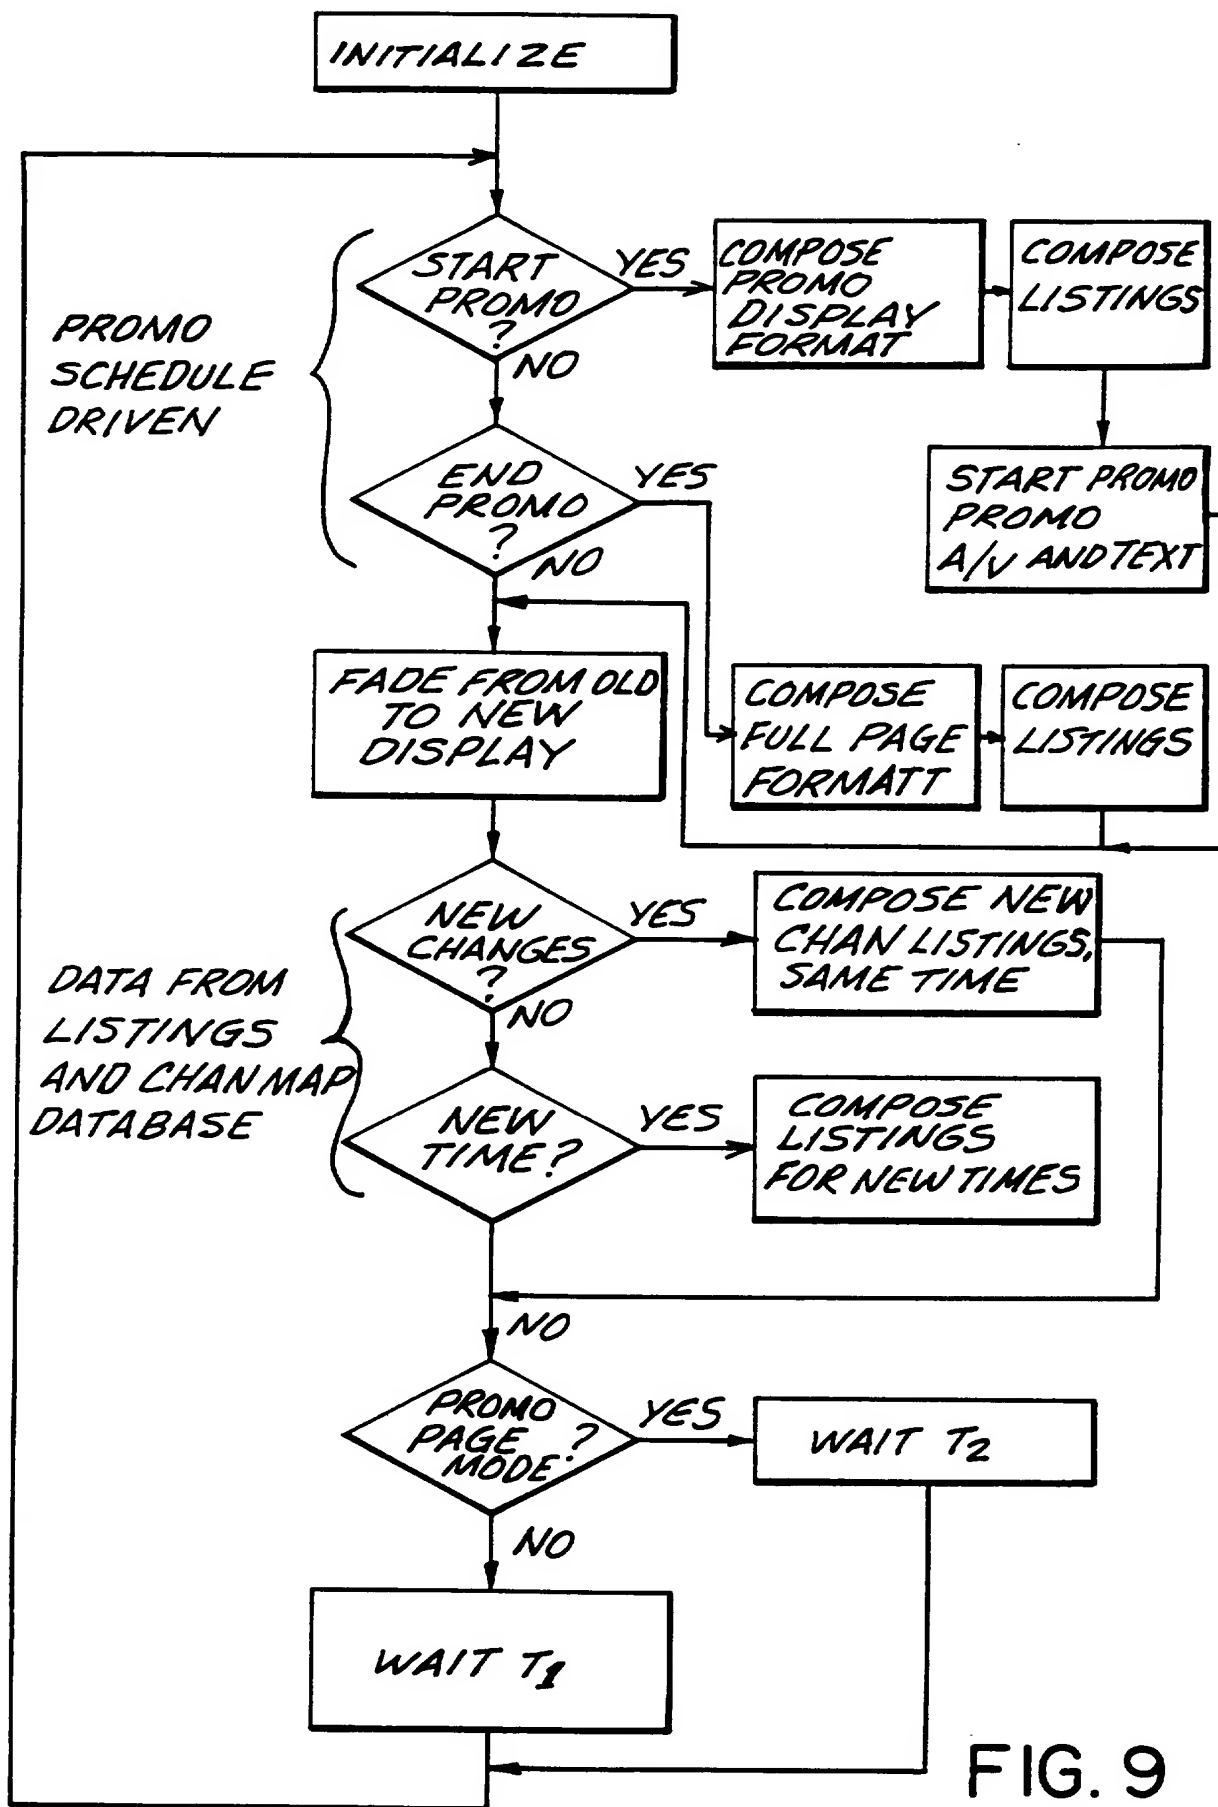 INITIALIZE
START
PROMO
?
YES
NO
COMPOSE
PROMO
DISPLAY
FORMAT
COMPOSE
LISTINGS
PROMO
SCHEDULE
DRIVEN
END
PROMO
?
YES
NO
START PROMO
PROMO
A/V AND TEXT
FADE FROM OLD
TO NEW
DISPLAY
COMPOSE
FULL PAGE
FORMATT
COMPOSE
LISTINGS
NEW
CHANGES
?
YES
NO
COMPOSE NEW
CHAN LISTINGS,
SAME TIME
DATA FROM
LISTINGS
AND CHAN MAP
DATABASE
NEW
TIME?
YES
COMPOSE
LISTINGS
FOR NEW TIMES
NO
PROMO
PAGE ?
MODE
YES
NO
WAIT T2
WAIT T1
FIG. 9